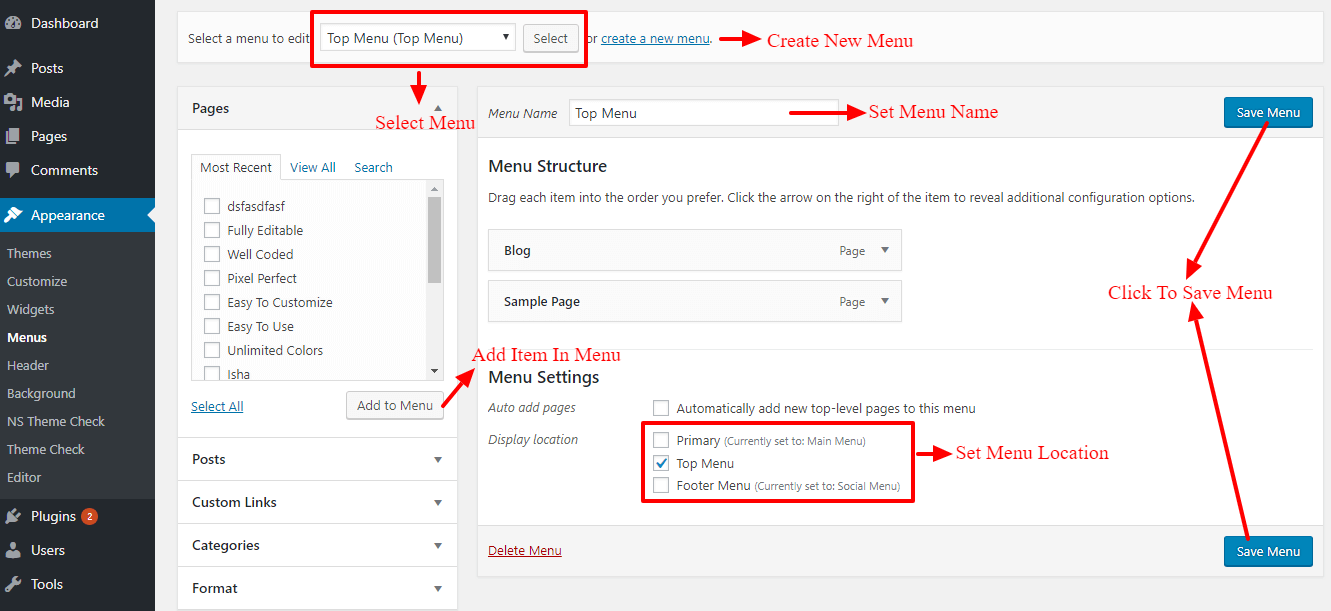 Dashboard
Posts
Media
Pages
Comments
Appearance
Themes
Customize
Widgets
Menus
Header
Background
NS Theme Check
Theme Check
Editor
Plugins 2
Users
Tools
Select a menu to edit Top Menu (Top Menu) Select or create a new menu. Create New Menu
Select Menu
Pages
Most Recent View All Search
dsfasdfasf
Fully Editable
Well Coded
Pixel Perfect
Easy To Customize
Easy To Use
Unlimited Colors
Isha
Select All Add to Menu
Add Item In Menu
Posts
Custom Links
Categories
Format
Menu Name Top Menu Set Menu Name Save Menu
Menu Structure
Drag each item into the order you prefer. Click the arrow on the right of the item to reveal additional configuration options.
Blog Page
Sample Page Page
Click To Save Menu
Menu Settings
Auto add pages Automatically add new top-level pages to this menu
Display location Primary (Currently set to: Main Menu)
Top Menu
Footer Menu (Currently set to: Social Menu)
Set Menu Location
Delete Menu Save Menu